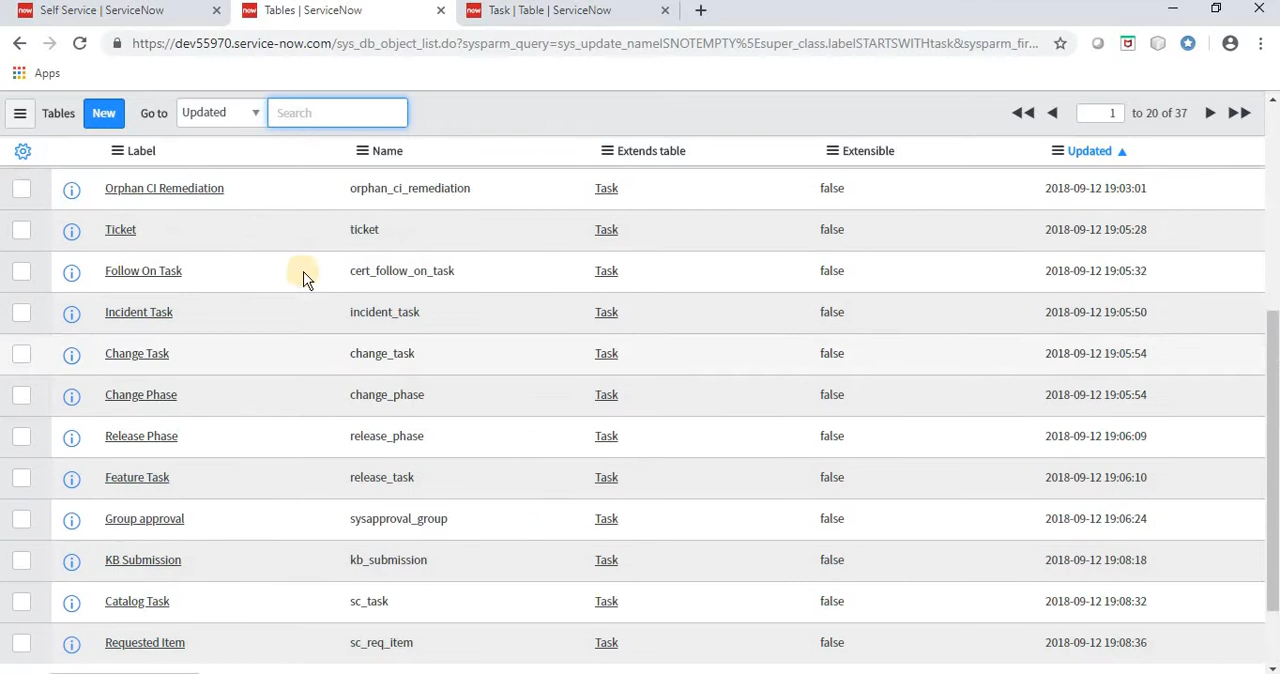 now Self Service | ServiceNow
now Tables | ServiceNow
now Task | Table | ServiceNow
https://dev55970.service-now.com/sys_db_object_list.do?sysparm_query=sys_update_nameISNOTEMPTY%5Esuper_class.labelSTARTSWITHtask&sysparm_fir...
Apps
Tables New Go to Updated Search 1 to 20 of 37
Label Name Extends table Extensible Updated
Orphan CI Remediation orphan_ci_remediation Task false 2018-09-12 19:03:01
Ticket ticket Task false 2018-09-12 19:05:28
Follow On Task cert_follow_on_task Task false 2018-09-12 19:05:32
Incident Task incident_task Task false 2018-09-12 19:05:50
Change Task change_task Task false 2018-09-12 19:05:54
Change Phase change_phase Task false 2018-09-12 19:05:54
Release Phase release_phase Task false 2018-09-12 19:06:09
Feature Task release_task Task false 2018-09-12 19:06:10
Group approval sysapproval_group Task false 2018-09-12 19:06:24
KB Submission kb_submission Task false 2018-09-12 19:08:18
Catalog Task sc_task Task false 2018-09-12 19:08:32
Requested Item sc_req_item Task false 2018-09-12 19:08:36